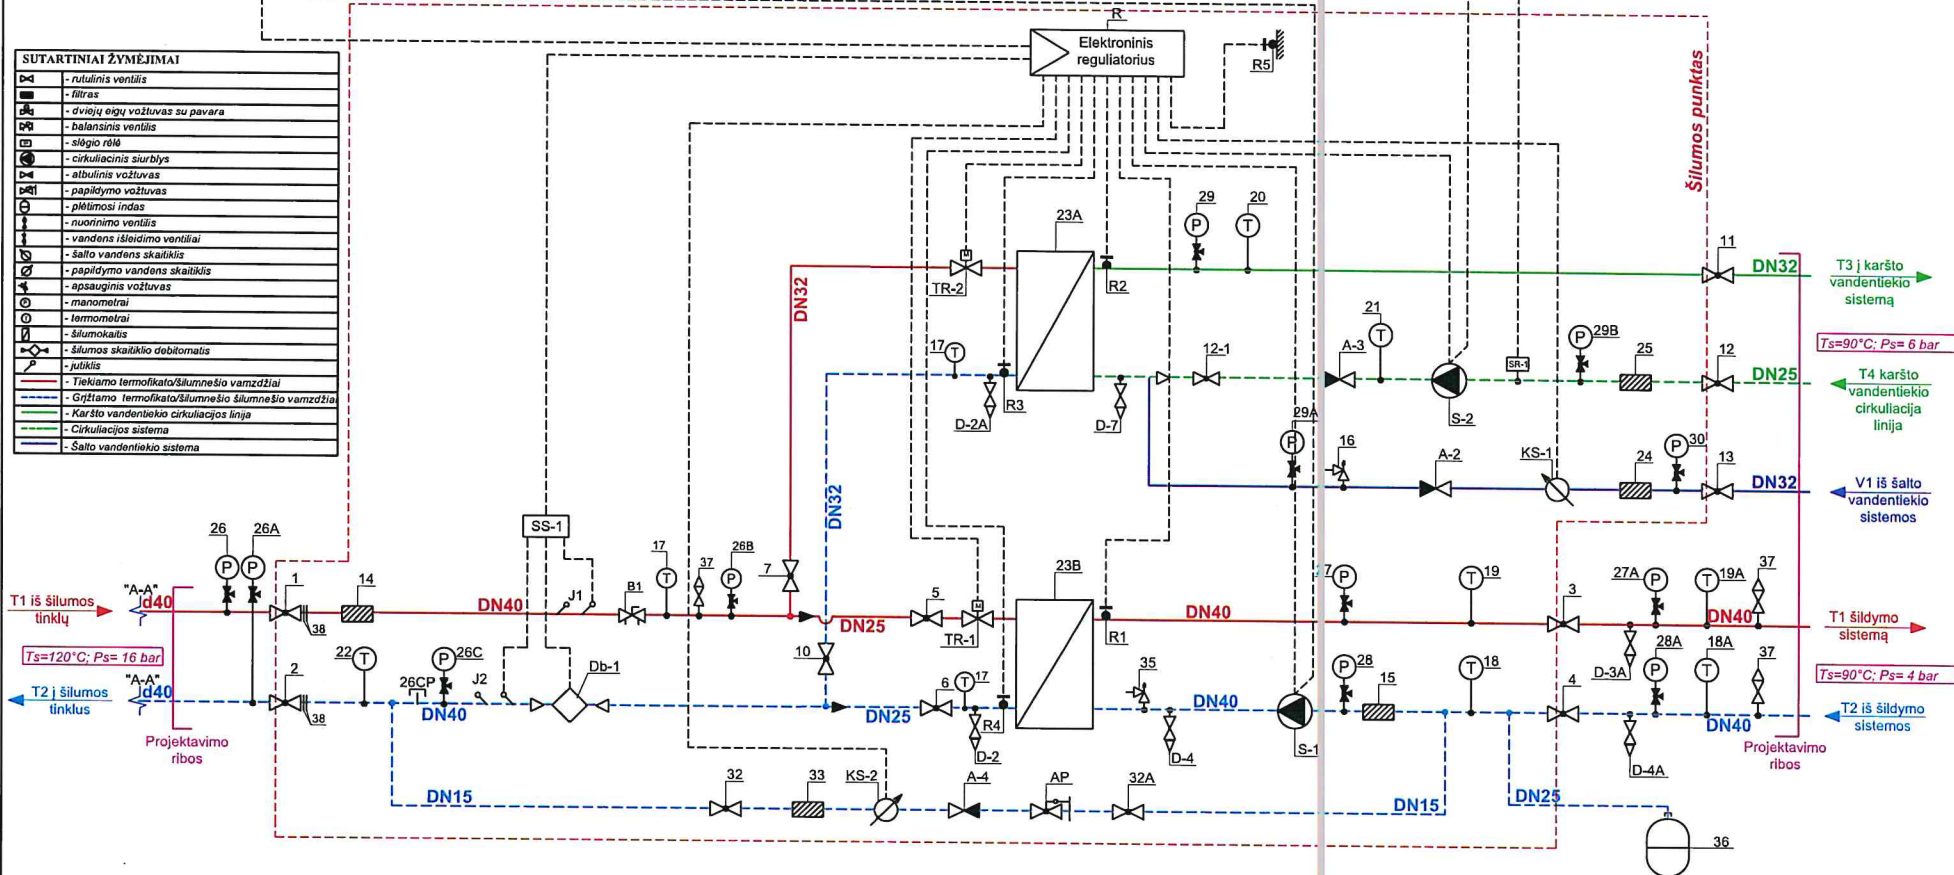 SUTARTINIAI ŽYMĖJIMAI
- rutulinis ventilis
- filtras
- dviejų eigų vožtuvas su pavara
- balansinis ventilis
- slėgio rėlė
- cirkuliacinis siurblys
- atbulinis vožtuvas
- papildymo vožtuvas
- plėtimosi indas
- nuorinimo ventilis
- vandens išleidimo ventiliai
- šalto vandens skaitiklis
- papildymo vandens skaitiklis
- apsauginis vožtuvas
- manometrai
- termometrai
- šilumokaitis
- šilumos skaitiklio debitomatis
- jutiklis
- Tiekiamo termofikato/šilumnešio vamzdžiai
- Grįžtamo termofikato/šilumnešio šilumnešio vamzdžiai
- Karšto vandentiekio cirkuliacijos linija
- Cirkuliacijos sistema
- Šalto vandentiekio sistema
R
Elektroninis
reguliatorius
R5
Šilumos punktas
23A
29
P
20
T
11
DN32
T3 į karšto
vandentiekio
sistemą
M
TR-2
R2
DN32
Ts=90°C; Ps= 6 bar
17
T
R3
D-2A
D-7
12-1
A-3
21
T
S-2
SR-1
29B
P
25
12
DN25
T4 karšto
vandentiekio
cirkuliacija
linija
29A
P
16
A-2
KS-1
24
30
P
13
DN32
V1 iš šalto
vandentiekio
sistemos
DN32
SS-1
26
P
26A
P
"A-A"
d40
T1 iš šilumos
tinklų
1
38
14
DN40
J1
B1
17
T
37
26B
P
7
DN25
5
M
TR-1
23B
R1
DN40
27
P
19
T
3
27A
P
19A
T
37
DN40
T1 šildymo
sistemą
D-3A
Ts=120°C; Ps= 16 bar
Ts=90°C; Ps= 4 bar
"A-A"
d40
T2 į šilumos
tinklus
2
38
22
T
26CP
26C
P
DN40
J2
Db-1
10
DN25
6
17
T
R4
D-2
35
D-4
DN40
S-1
28
P
15
18
T
4
28A
P
18A
T
37
DN40
D-4A
T2 iš šildymo
sistemos
Projektavimo
ribos
Projektavimo
ribos
DN15
32
33
KS-2
A-4
AP
32A
DN15
DN25
36